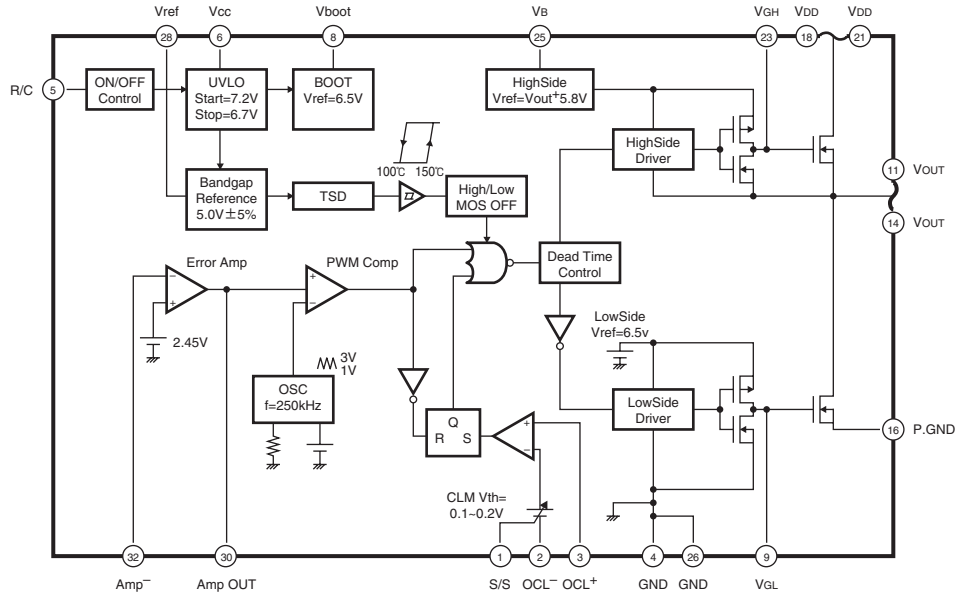 Vref
Vcc
Vboot
VB
VGH
VDD
VDD
28
6
8
25
23
18
21
R/C
5
ON/OFF
Control
UVLO
Start=7.2V
Stop=6.7V
BOOT
Vref=6.5V
HighSide
Vref=Vout+5.8V
HighSide
Driver
100℃
150℃
Bandgap
Reference
5.0V±5%
TSD
High/Low
MOS OFF
11
VOUT
14
VOUT
Error Amp
PWM Comp
Dead Time
Control
−
+
+
−
2.45V
LowSide
Vref=6.5v
3V
1V
OSC
f=250kHz
LowSide
Driver
Q
R
S
+
−
16
P.GND
CLM Vth=
0.1~0.2V
32
30
1
2
3
4
26
9
Amp−
Amp OUT
S/S
OCL−
OCL+
GND
GND
VGL